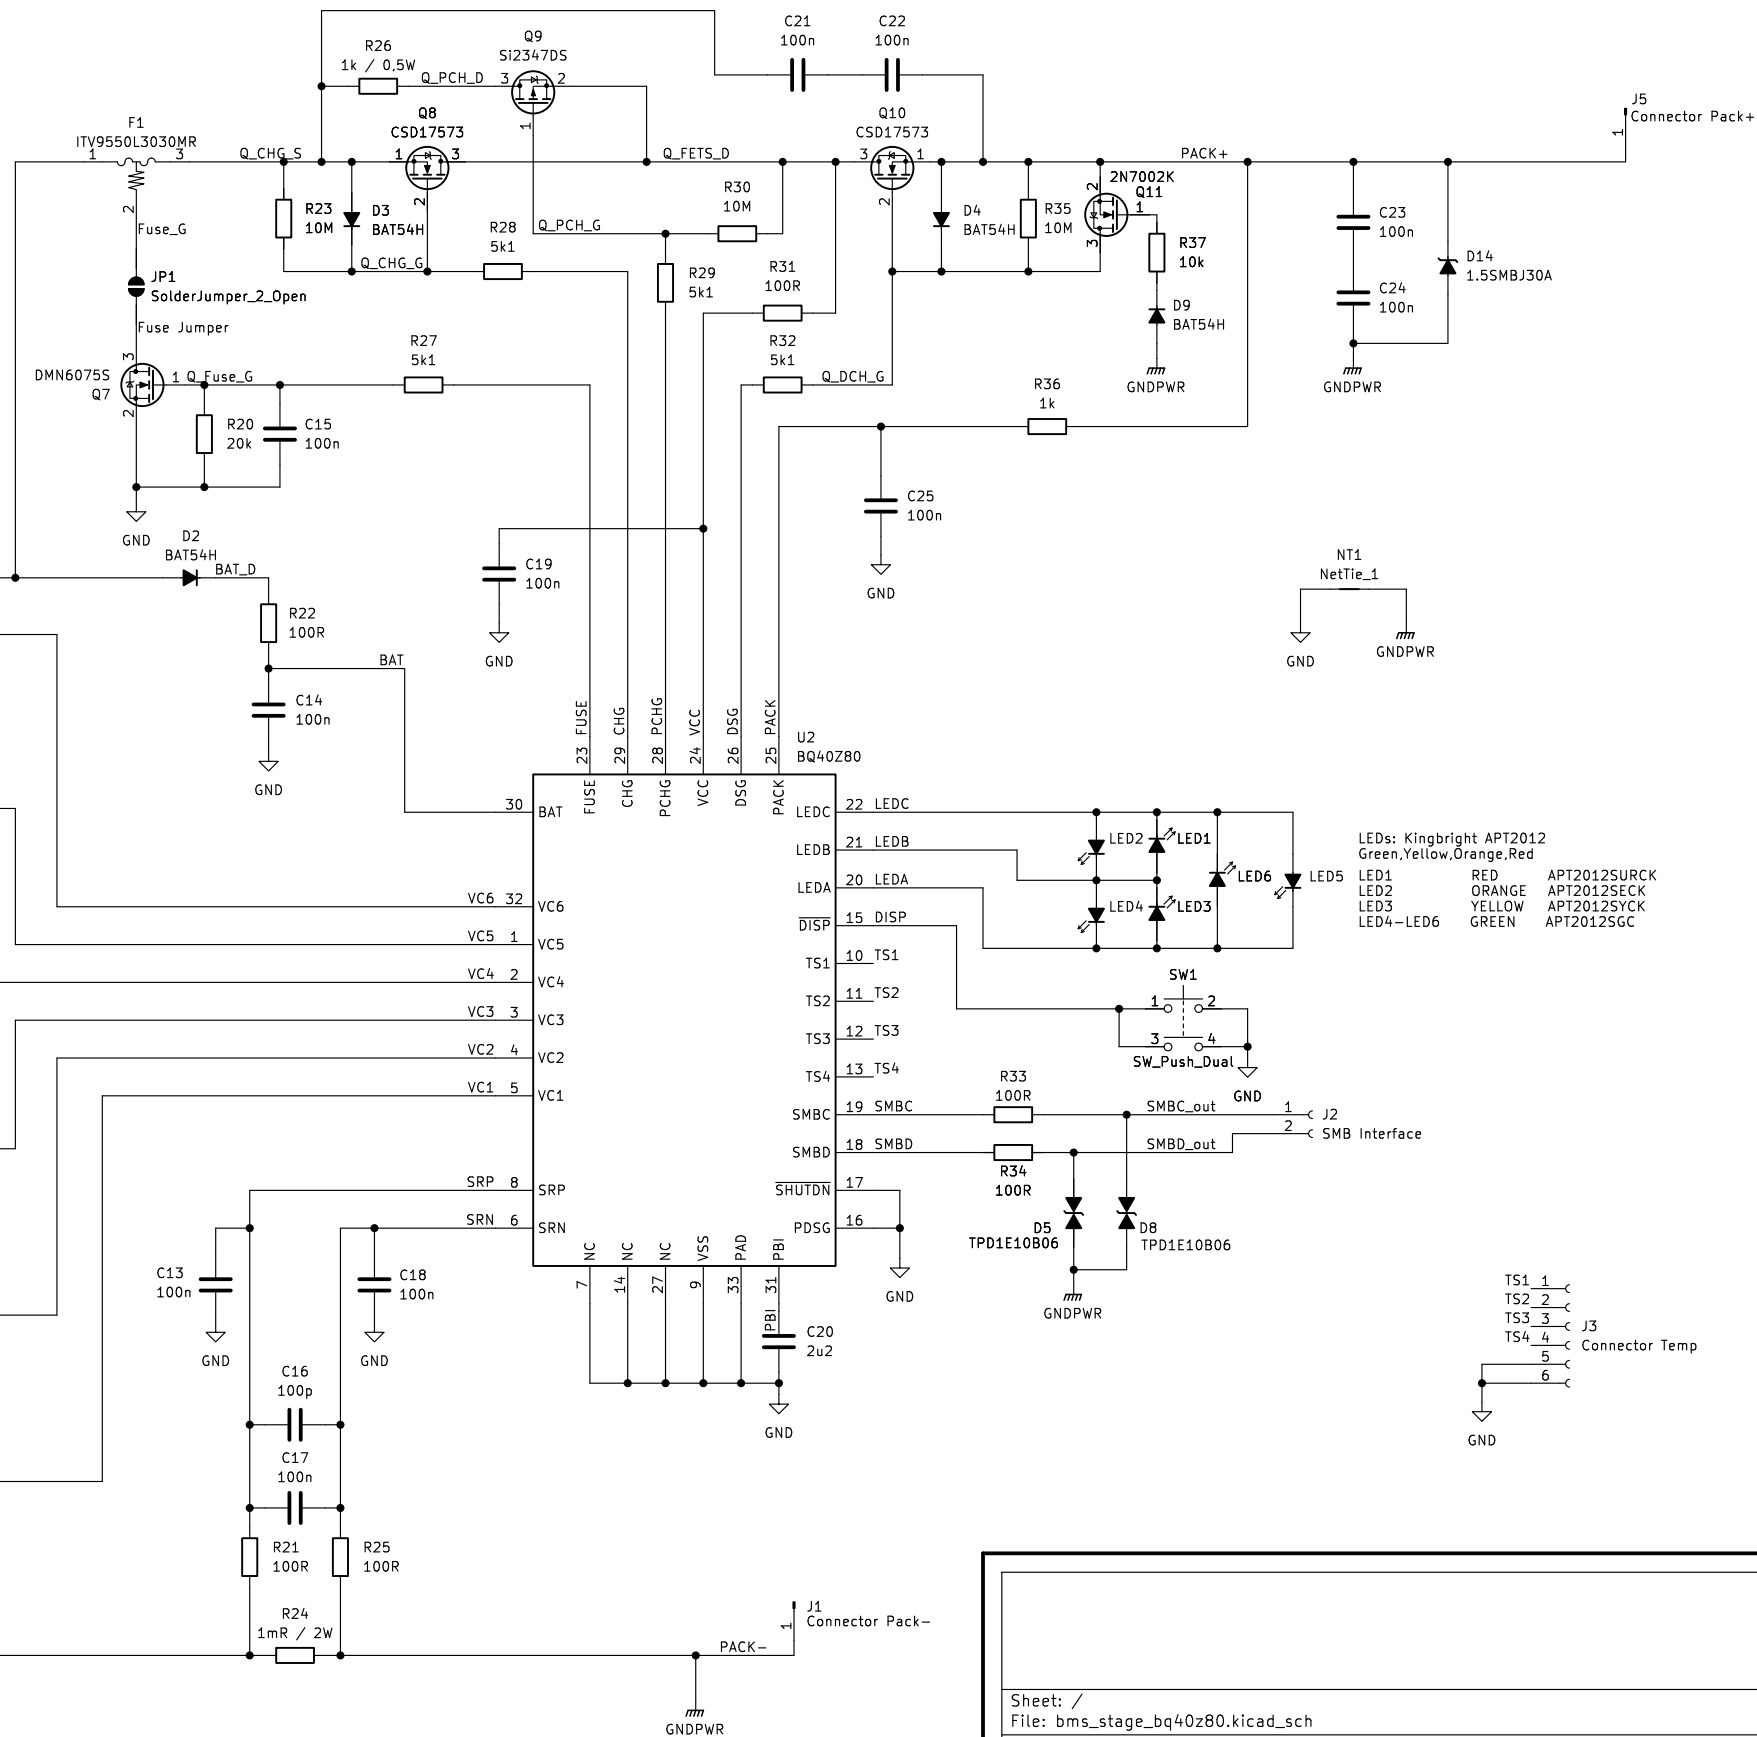 C21
100n
C22
100n
Q9
Si2347DS
R26
1k / 0,5W
Q_PCH_D
3
2
1
Q8
CSD17573
Q10
CSD17573
J5
Connector Pack+
1
F1
ITV9550L3030MR
1
3
2
Q_CHG_S
1
3
2
Q_FETS_D
3
1
2
PACK+
2N7002K
Q11
2
1
3
Fuse_G
R23
10M
D3
BAT54H
R28
5k1
Q_PCH_G
R30
10M
D4
BAT54H
R35
10M
R37
10k
C23
100n
D14
1.5SMBJ30A
Q_CHG_G
R29
5k1
R31
100R
JP1
SolderJumper_2_Open
C24
100n
D9
BAT54H
Fuse Jumper
R27
5k1
R32
5k1
GNDPWR
GNDPWR
DMN6075S
Q7
3
1
2
Q_Fuse_G
Q_DCH_G
R36
1k
R20
20k
C15
100n
C25
100n
GND
D2
BAT54H
BAT_D
C19
100n
GND
NT1
NetTie_1
R22
100R
BAT
GND
GND
GNDPWR
C14
100n
GND
23 FUSE
29 CHG
28 PCHG
24 VCC
26 DSG
25 PACK
U2
BQ40Z80
FUSE
CHG
PCHG
VCC
DSG
PACK
30 BAT
LEDC 22 LEDC
LEDB 21 LEDB
LEDA 20 LEDA
DISP 15 DISP
TS1 10 TS1
TS2 11 TS2
TS3 12 TS3
TS4 13 TS4
SMBC 19 SMBC
SMBD 18 SMBD
SHUTDN 17
PDSG 16
VC6 32 VC6
VC5 1 VC5
VC4 2 VC4
VC3 3 VC3
VC2 4 VC2
VC1 5 VC1
SRP 8 SRP
SRN 6 SRN
NC
NC
NC
VSS
PAD
PBI
7
14
27
9
33
31
PBI
C20
2u2
GND
LED2
LED1
LED6
LED5
LED4
LED3
LEDs: Kingbright APT2012
Green,Yellow,Orange,Red
LED1 RED APT2012SURCK
LED2 ORANGE APT2012SECK
LED3 YELLOW APT2012SYCK
LED4-LED6 GREEN APT2012SGC
SW1
1
2
3
4
SW_Push_Dual
GND
R33
100R
SMBC_out
1
J2
2
SMB Interface
R34
100R
SMBD_out
D5
TPD1E10B06
D8
TPD1E10B06
GND
GNDPWR
C13
100n
C18
100n
GND
GND
TS1 1
TS2 2
TS3 3
TS4 4
5
6
J3
Connector Temp
GND
C16
100p
C17
100n
R21
100R
R25
100R
R24
1mR / 2W
J1
Connector Pack-
1
PACK-
GNDPWR
Sheet: /
File: bms_stage_bq40z80.kicad_sch